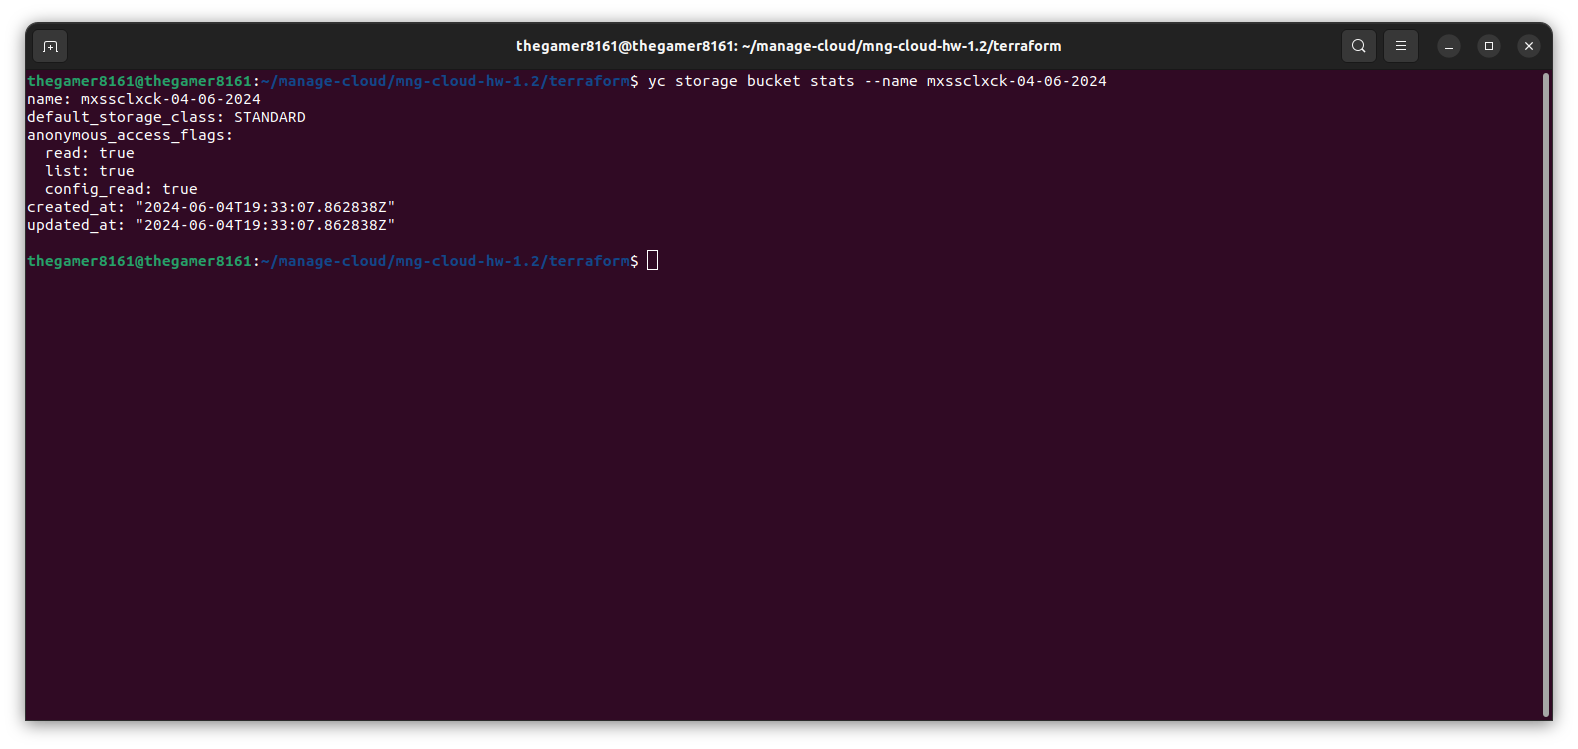 thegamer8161@thegamer8161: ~/manage-cloud/mng-cloud-hw-1.2/terraform
thegamer8161@thegamer8161:~/manage-cloud/mng-cloud-hw-1.2/terraform$ yc storage bucket stats --name mxssclxck-04-06-2024
name: mxssclxck-04-06-2024
default_storage_class: STANDARD
anonymous_access_flags:
  read: true
  list: true
  config_read: true
created_at: "2024-06-04T19:33:07.862838Z"
updated_at: "2024-06-04T19:33:07.862838Z"
thegamer8161@thegamer8161:~/manage-cloud/mng-cloud-hw-1.2/terraform$